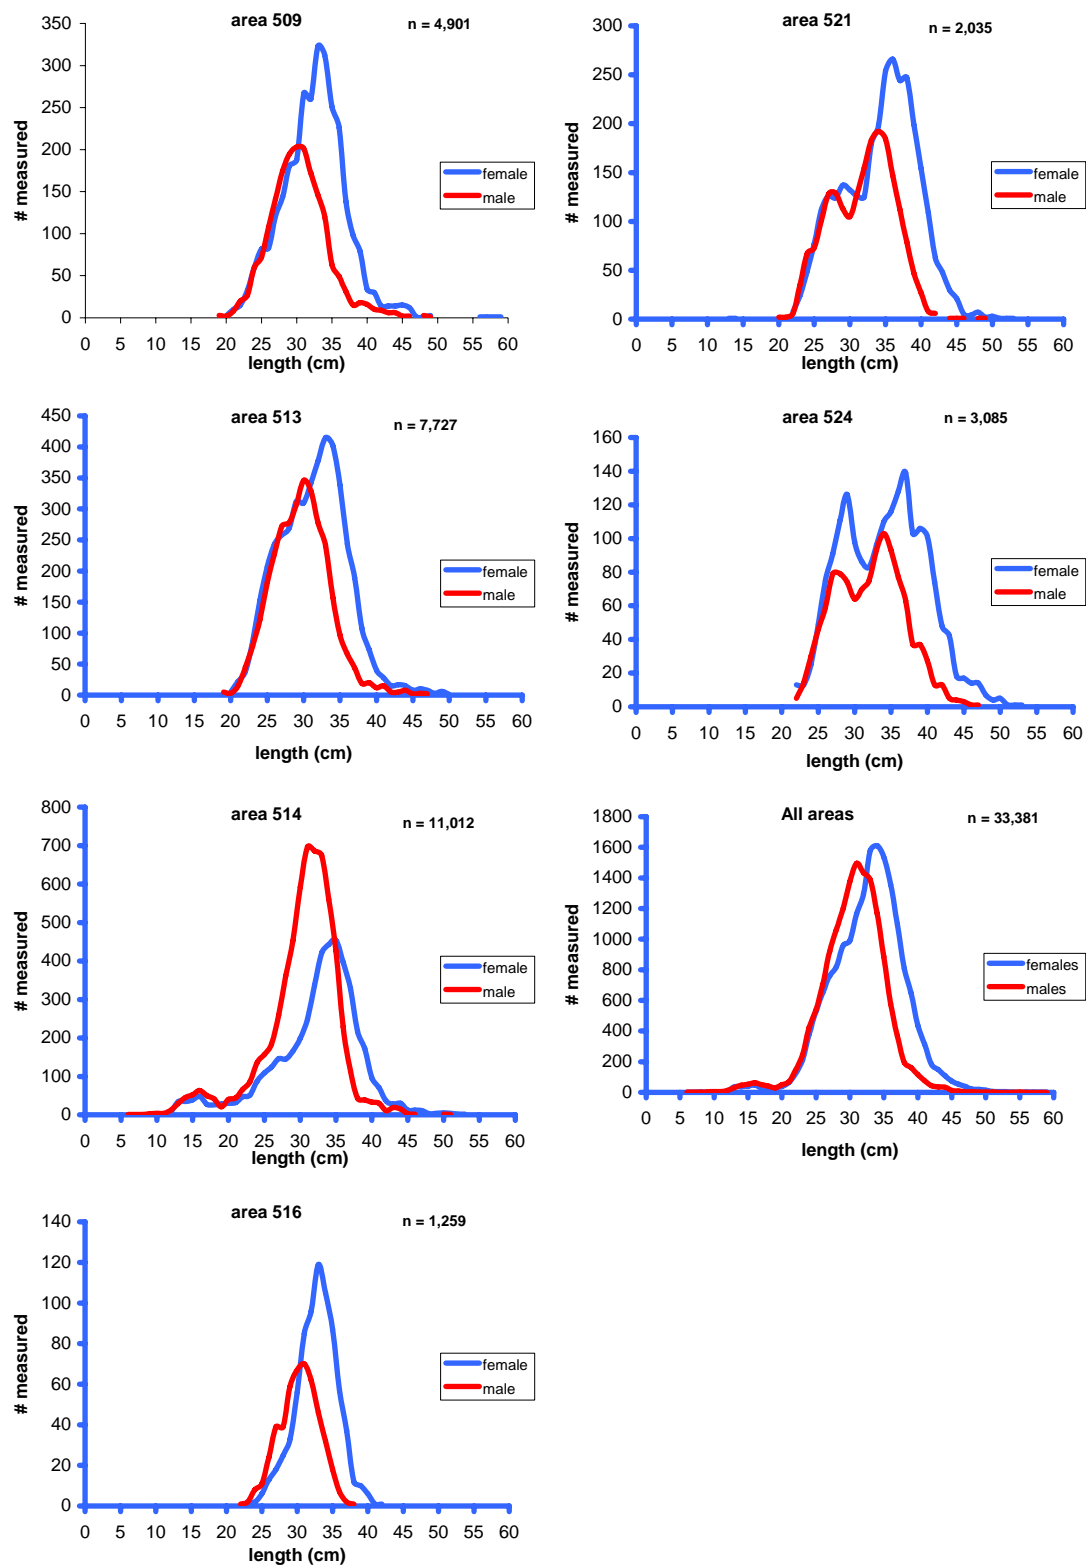 area 509
n = 4,901
350
300
250
200
150
100
50
0
# measured
0 5 10 15 20 25 30 35 40 45 50 55 60
length (cm)
female
male
area 521
n = 2,035
300
250
200
150
100
50
0
# measured
0 5 10 15 20 25 30 35 40 45 50 55 60
length (cm)
female
male
area 513
n = 7,727
450
400
350
300
250
200
150
100
50
0
# measured
0 5 10 15 20 25 30 35 40 45 50 55 60
length (cm)
female
male
area 524
n = 3,085
160
140
120
100
80
60
40
20
0
# measured
0 5 10 15 20 25 30 35 40 45 50 55 60
length (cm)
female
male
area 514
n = 11,012
800
700
600
500
400
300
200
100
0
# measured
0 5 10 15 20 25 30 35 40 45 50 55 60
length (cm)
female
male
All areas
n = 33,381
1800
1600
1400
1200
1000
800
600
400
200
0
# measured
0 5 10 15 20 25 30 35 40 45 50 55 60
length (cm)
females
males
area 516
n = 1,259
140
120
100
80
60
40
20
0
# measured
0 5 10 15 20 25 30 35 40 45 50 55 60
length (cm)
female
male